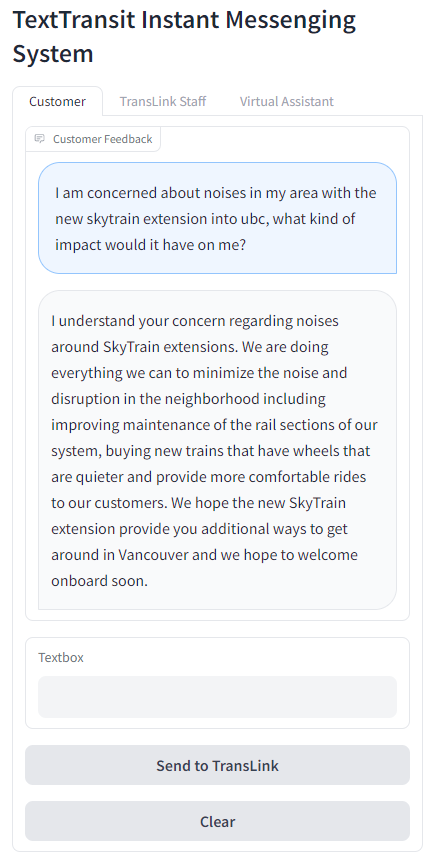 TextTransit Instant Messenging
System
Customer
TransLink Staff
Virtual Assistant
Customer Feedback
I am concerned about noises in my area with the
new skytrain extension into ubc, what kind of
impact would it have on me?
I understand your concern regarding noises
around SkyTrain extensions. We are doing
everything we can to minimize the noise and
disruption in the neighborhood including
improving maintenance of the rail sections of our
system, buying new trains that have wheels that
are quieter and provide more comfortable rides
to our customers. We hope the new SkyTrain
extension provide you additional ways to get
around in Vancouver and we hope to welcome
onboard soon.
Textbox
Send to TransLink
Clear